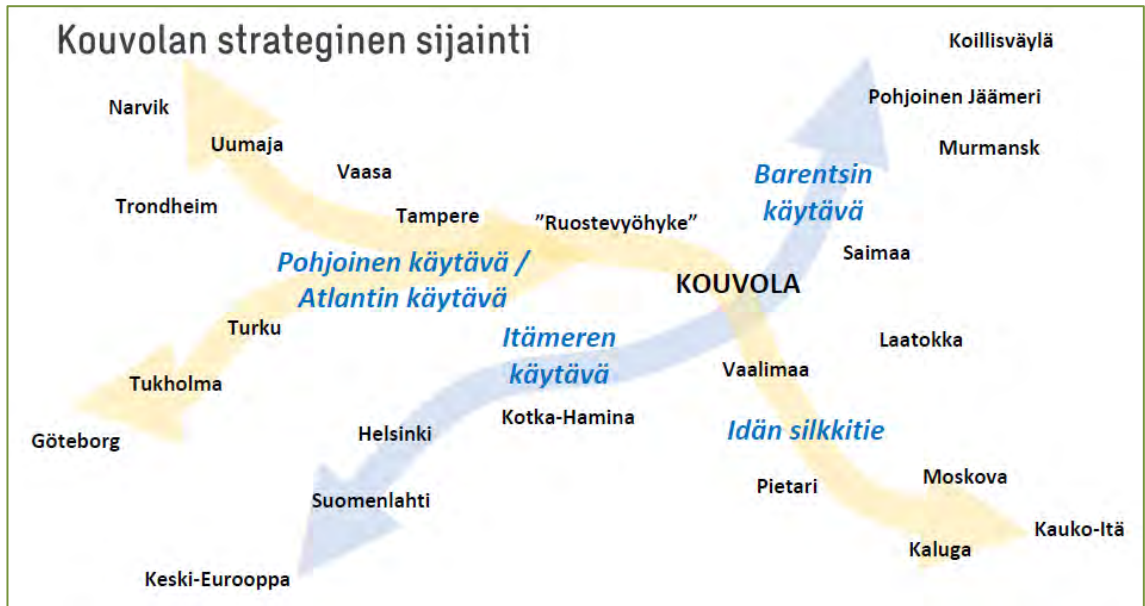 Kouvolan strateginen sijainti
Koillisväylä
Narvik
Pohjoinen Jäämeri
Uumaja
Murmansk
Vaasa
Barentsin
käytävä
Trondheim
Tampere
”Ruostevyöhyke”
Saimaa
Pohjoinen käytävä /
Atlantin käytävä
KOUVOLA
Turku
Itämeren
käytävä
Laatokka
Vaalimaa
Tukholma
Kotka-Hamina
Helsinki
Idän silkkitie
Göteborg
Moskova
Pietari
Suomenlahti
Kauko-Itä
Kaluga
Keski-Eurooppa